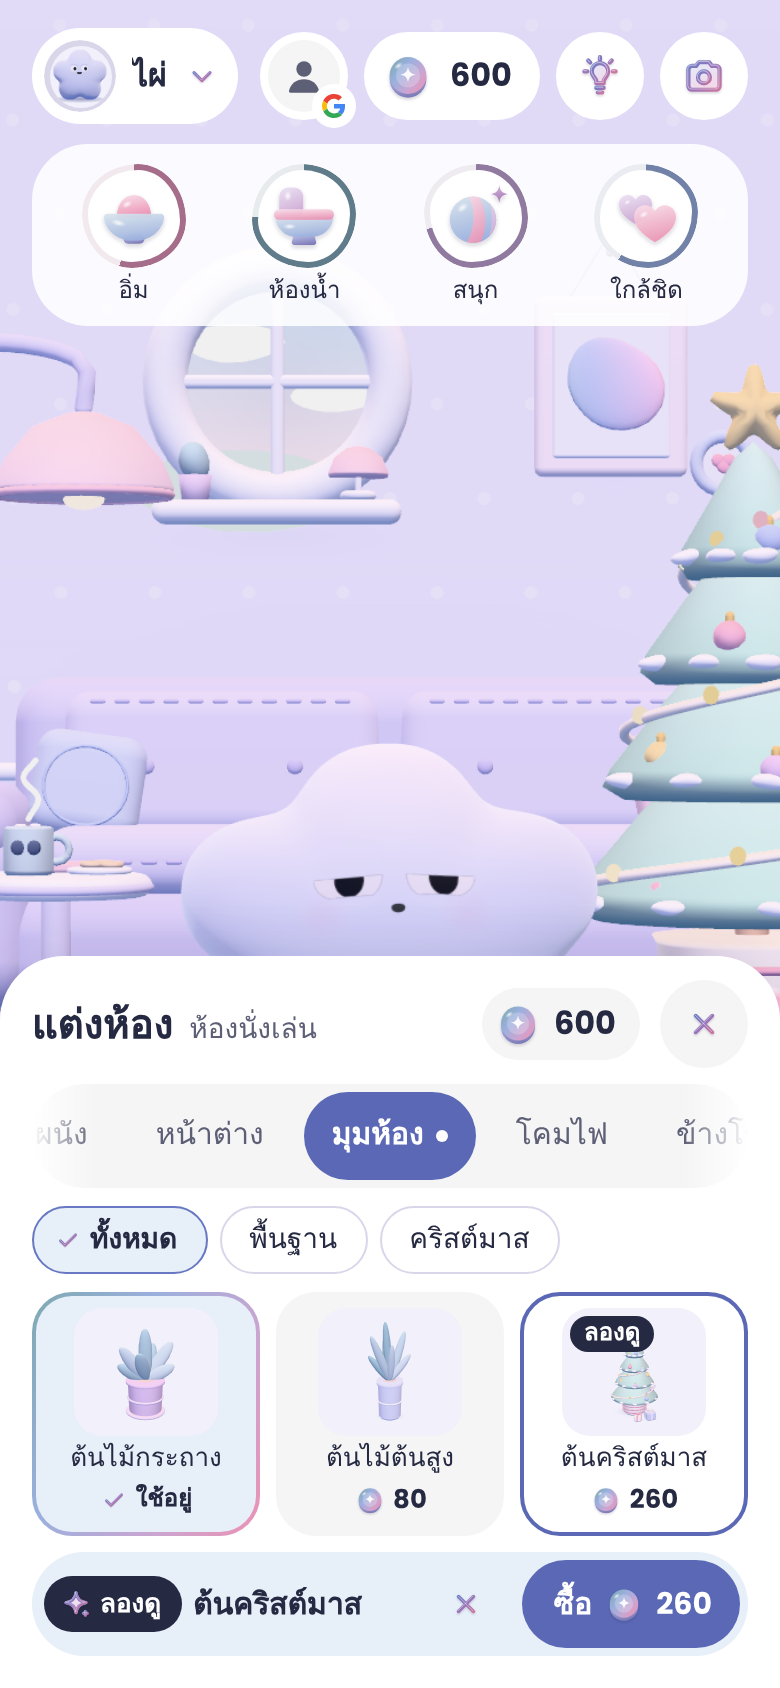 ไผ่
600
อิ่ม
ห้องน้ำ
สนุก
ใกล้ชิด
แต่งห้อง ห้องนั่งเล่น
600
ผนัง หน้าต่าง มุมห้อง โคมไฟ
ทั้งหมด พื้นฐาน คริสต์มาส
ลองดู
ต้นไม้กระถาง ต้นไม้ต้นสูง ต้นคริสต์มาส
ใช้อยู่ 80 260
ลองดู ต้นคริสต์มาส ซื้อ 260